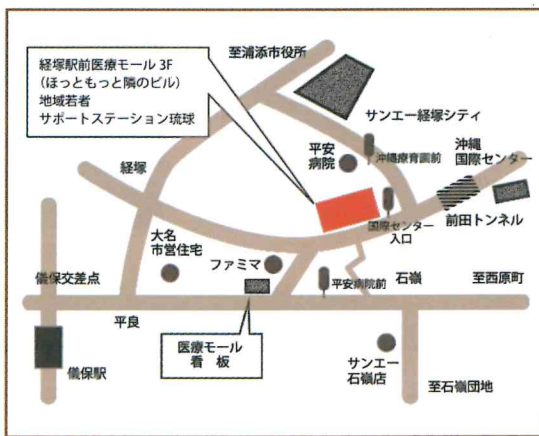 至浦添市役所
経塚駅前医療モール 3F
(ほっともっと隣のビル)
地域若者
サポートステーション琉球
サンエー経塚シティ
経塚
平安
病院
沖縄療育園前
沖縄
国際センター
国際センター
入口
前田トンネル
大名
市営住宅
ファミマ
儀保交差点
平安病院前
石嶺
至西原町
平良
医療モール
看 板
サンエー
石嶺店
儀保駅
至石嶺団地